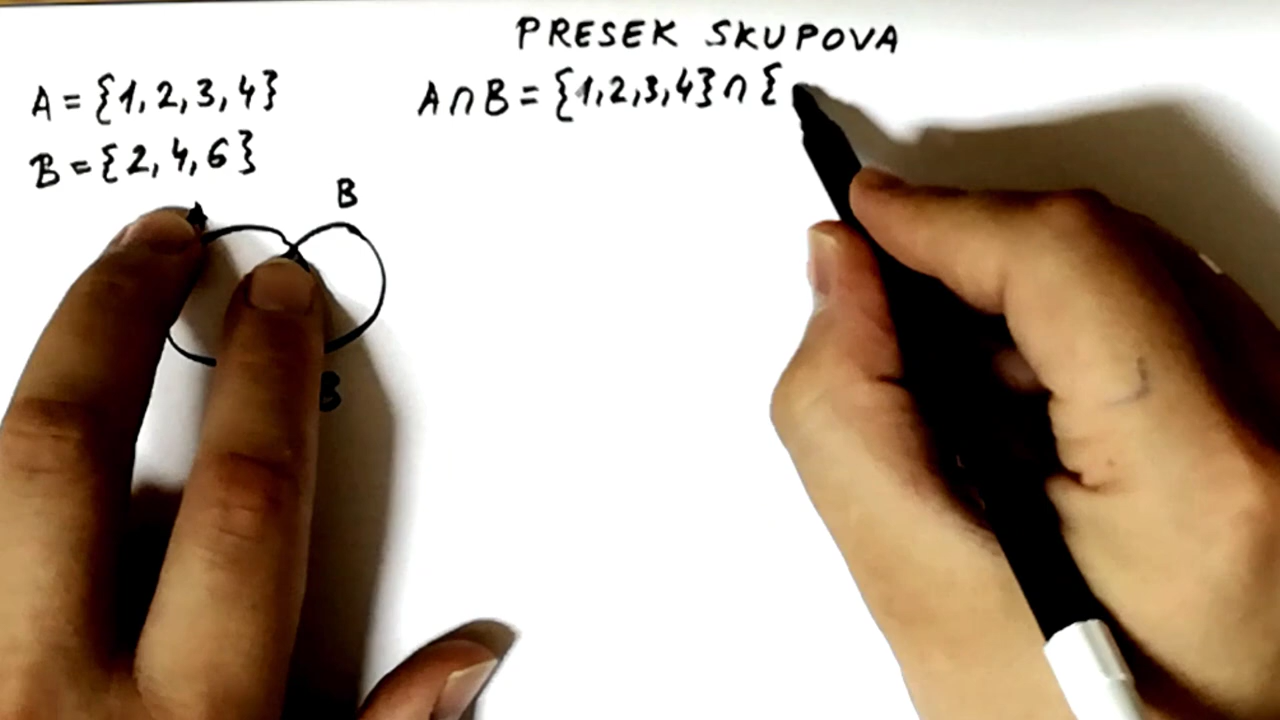 PRESEK SKUPOVA
A = {1, 2, 3, 4}
B = {2, 4, 6}
A ∩ B = {1, 2, 3, 4} ∩ {
B
B